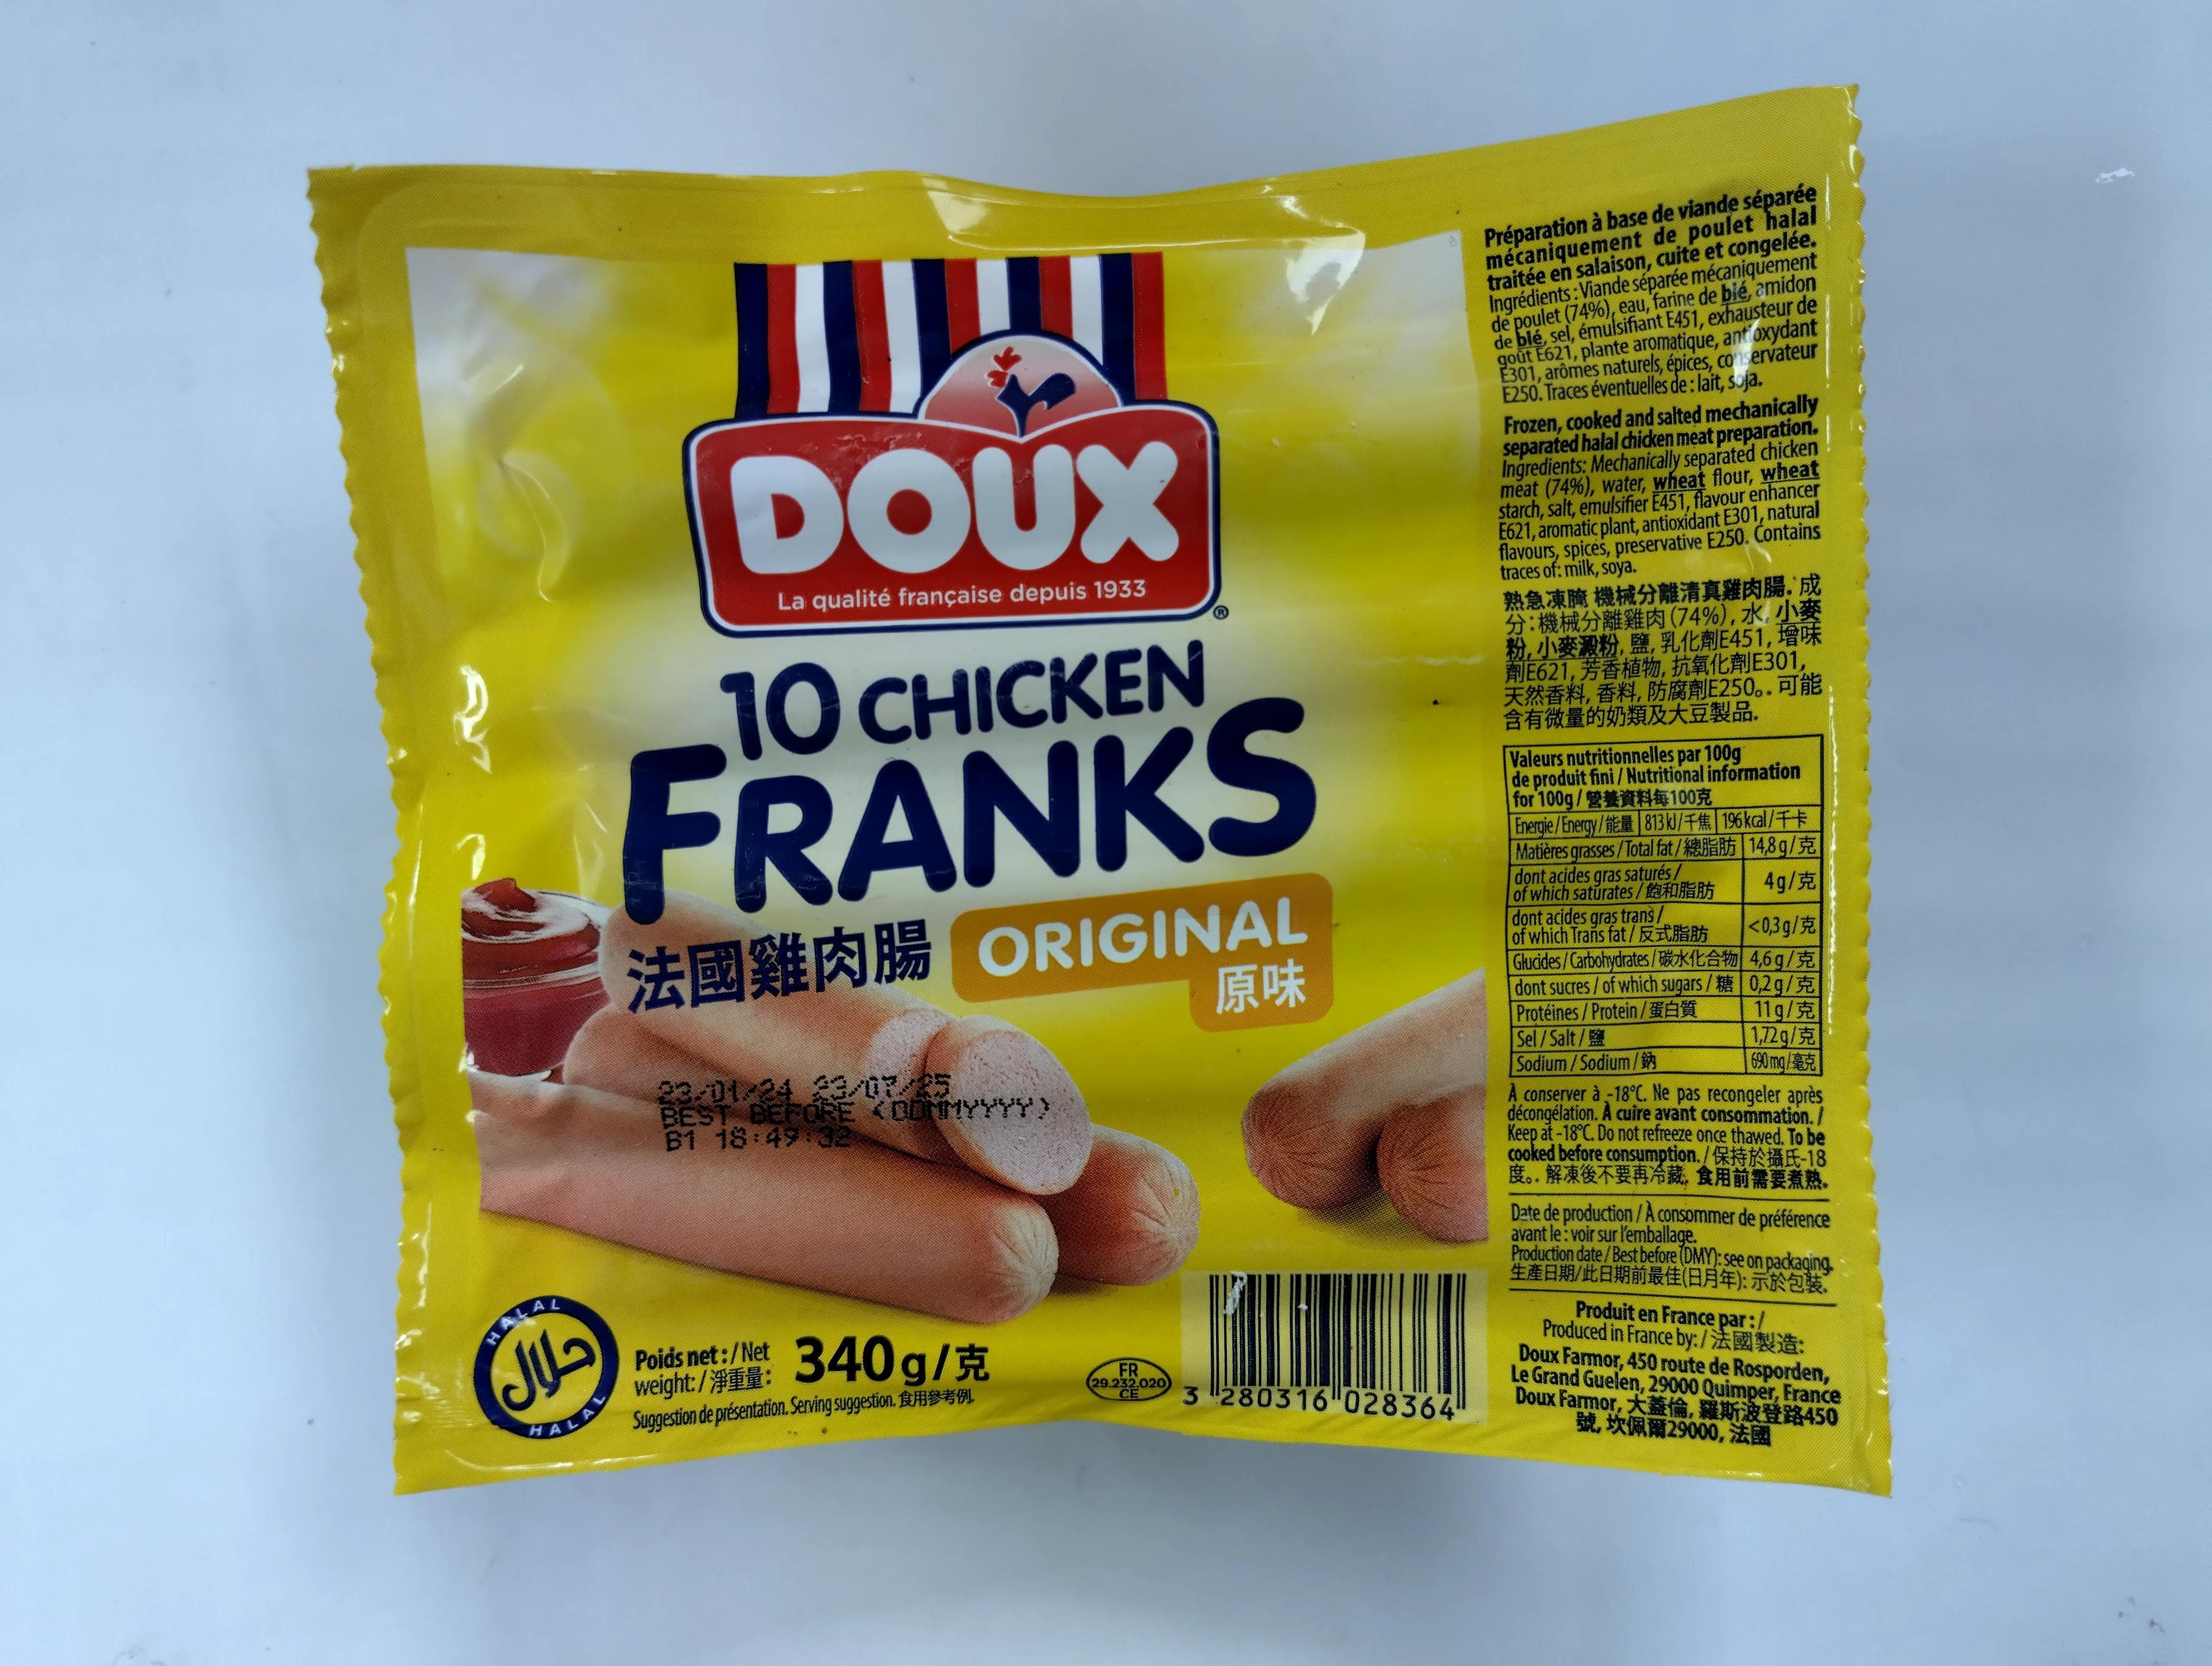 DOUX
La qualité française depuis 1933
®
10 CHICKEN
FRANKS
法國雞肉腸
ORIGINAL
原味
23/01/24 23/07/25
BEST BEFORE (DDMMYYYY)
B1 18:49:32
HALAL
حلال
HALAL
Poids net:/Net
weight:/淨重量: 340g/克
Suggestion de présentation. Serving suggestion. 食用參考例.
FR
29.232.020
CE
3 280316 028364
Préparation à base de viande séparée
mécaniquement de poulet halal
traitée en salaison, cuite et congelée.
Ingrédients : Viande séparée mécaniquement
de poulet (74%), eau, farine de blé, amidon
de blé, sel, émulsifiant E451, exhausteur de
goût E621, plante aromatique, antioxydant
E301, arômes naturels, épices, conservateur
E250. Traces éventuelles de : lait, soja.
Frozen, cooked and salted mechanically
separated halal chicken meat preparation.
Ingredients: Mechanically separated chicken
meat (74%), water, wheat flour, wheat
starch, salt, emulsifier E451, flavour enhancer
E621, aromatic plant, antioxidant E301, natural
flavours, spices, preservative E250. Contains
traces of: milk, soya.
熟急凍腌 機械分離清真雞肉腸. 成
分:機械分離雞肉(74%), 水, 小麥
粉, 小麥澱粉, 鹽, 乳化劑E451, 增味
劑E621, 芳香植物, 抗氧化劑E301,
天然香料, 香料, 防腐劑E250。. 可能
含有微量的奶類及大豆製品.
Valeurs nutritionnelles par 100g
de produit fini / Nutritional information
for 100g / 營養資料每100克
Energie/Energy/能量 813 kJ/千焦 196 kcal/千卡
Matières grasses/Total fat/總脂肪 14,8 g/克
dont acides gras saturés/
of which saturates/飽和脂肪 4 g/克
dont acides gras trans/
of which Trans fat/反式脂肪 <0,3 g/克
Glucides/Carbohydrates/碳水化合物 4,6 g/克
dont sucres/of which sugars/糖 0,2 g/克
Protéines/Protein/蛋白質 11 g/克
Sel/Salt/鹽 1,72 g/克
Sodium/Sodium/鈉 690 mg/毫克
À conserver à -18°C. Ne pas recongeler après
décongélation. À cuire avant consommation. /
Keep at -18°C. Do not refreeze once thawed. To be
cooked before consumption. / 保持於攝氏-18
度。. 解凍後不要再冷藏, 食用前需要煮熟.
Date de production / À consommer de préférence
avant le : voir sur l'emballage.
Production date / Best before (DMY): see on packaging.
生產日期/此日期前最佳(日月年): 示於包裝.
Produit en France par : /
Produced in France by: / 法國製造:
Doux Farmor, 450 route de Rosporden,
Le Grand Guelen, 29000 Quimper, France
Doux Farmor, 大蓋倫, 羅斯波登路450
號, 坎佩爾29000, 法國